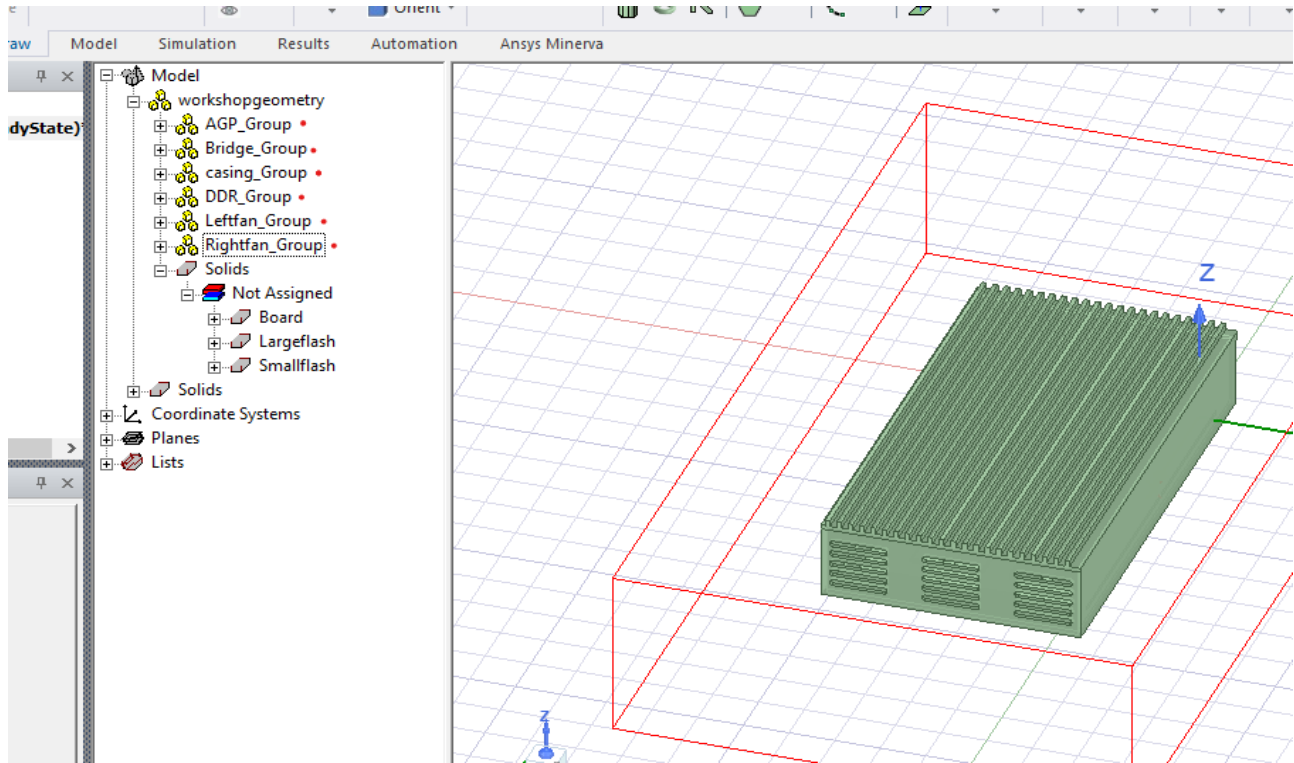 Orient
Model Simulation Results Automation Ansys Minerva
Model
workshopgeometry
AGP_Group
Bridge_Group
casing_Group
DDR_Group
Leftfan_Group
Rightfan_Group
Solids
Not Assigned
Board
Largeflash
Smallflash
Solids
Coordinate Systems
Planes
Lists
dyState)
Z
z